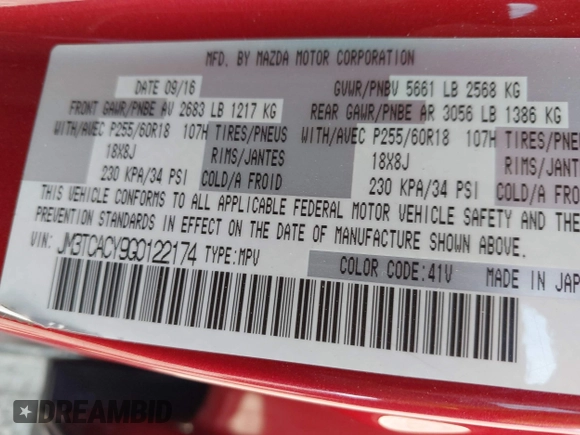 MFD. BY MAZDA MOTOR CORPORATION
DATE 09/16 GVWR/PNBV 5661 LB 2568 KG
FRONT GAWR/PNBE AV 2683 LB 1217 KG REAR GAWR/PNBE AR 3056 LB 1386 KG
WITH/AVEC P255/60R18 107H TIRES/PNEUS WITH/AVEC P255/60R18 107H TIRES/PNEUS
18X8J RIMS/JANTES 18X8J RIMS/JANTES
230 KPA/34 PSI COLD/A FROID 230 KPA/34 PSI COLD/A FROID
THIS VEHICLE CONFORMS TO ALL APPLICABLE FEDERAL MOTOR VEHICLE SAFETY AND THE
PREVENTION STANDARDS IN EFFECT ON THE DATE OF MANUFACTURE SHOWN ABOVE.
VIN: JM3TCACY9G0122174 TYPE:MPV
COLOR CODE:41V MADE IN JAP
DREAMBID